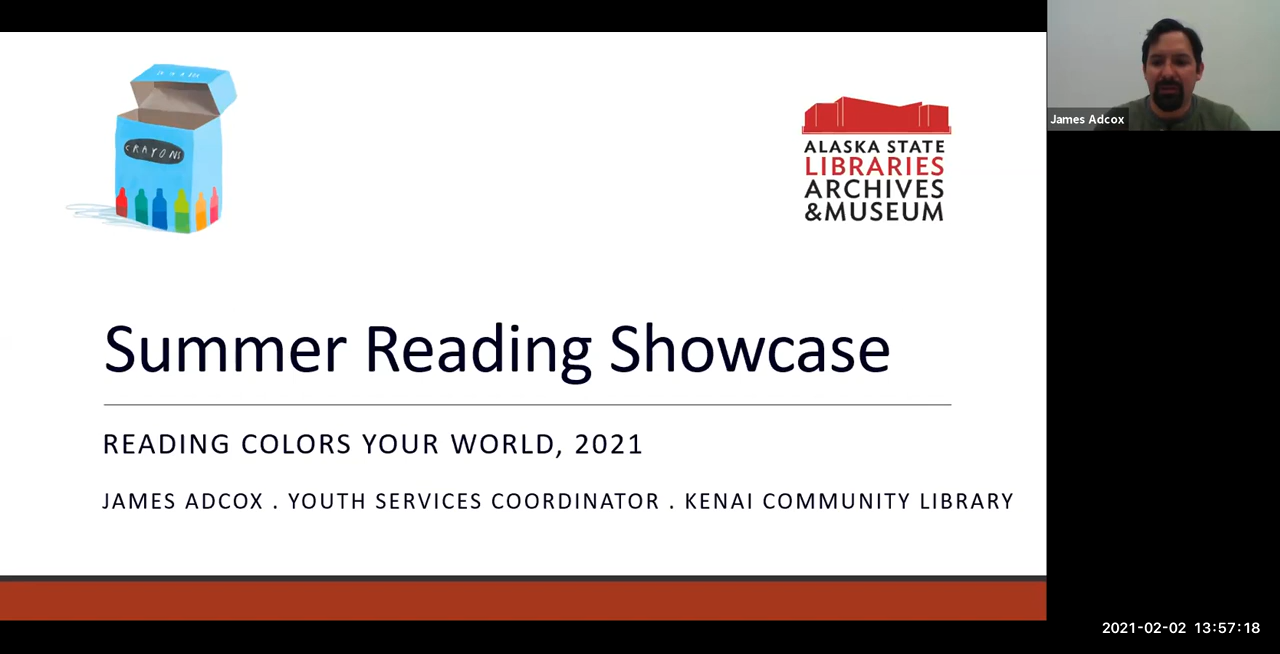 CRAYONS
ALASKA STATE
LIBRARIES
ARCHIVES
&MUSEUM
James Adcox
Summer Reading Showcase
READING COLORS YOUR WORLD, 2021
JAMES ADCOX . YOUTH SERVICES COORDINATOR . KENAI COMMUNITY LIBRARY
2021-02-02 13:57:18